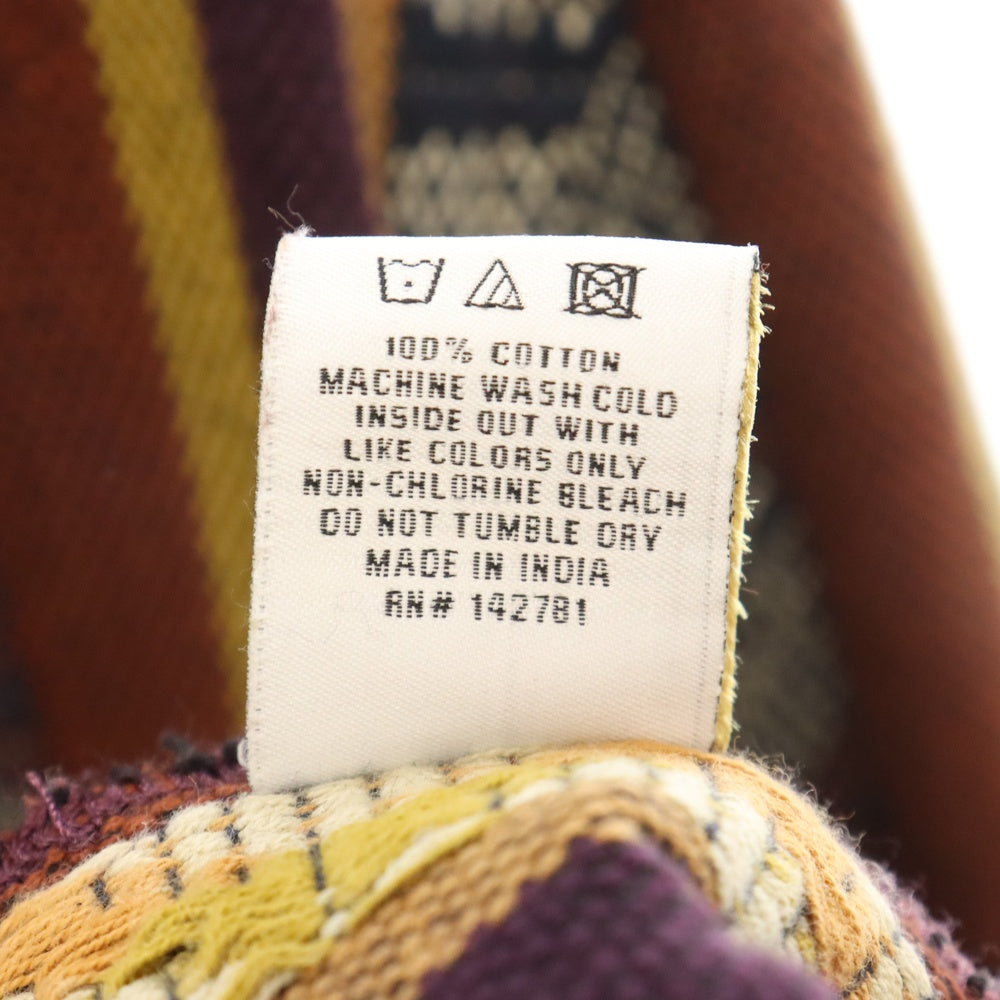 100% COTTON
MACHINE WASH COLD
INSIDE OUT WITH
LIKE COLORS ONLY
NON-CHLORINE BLEACH
DO NOT TUMBLE DRY
MADE IN INDIA
RN# 142781